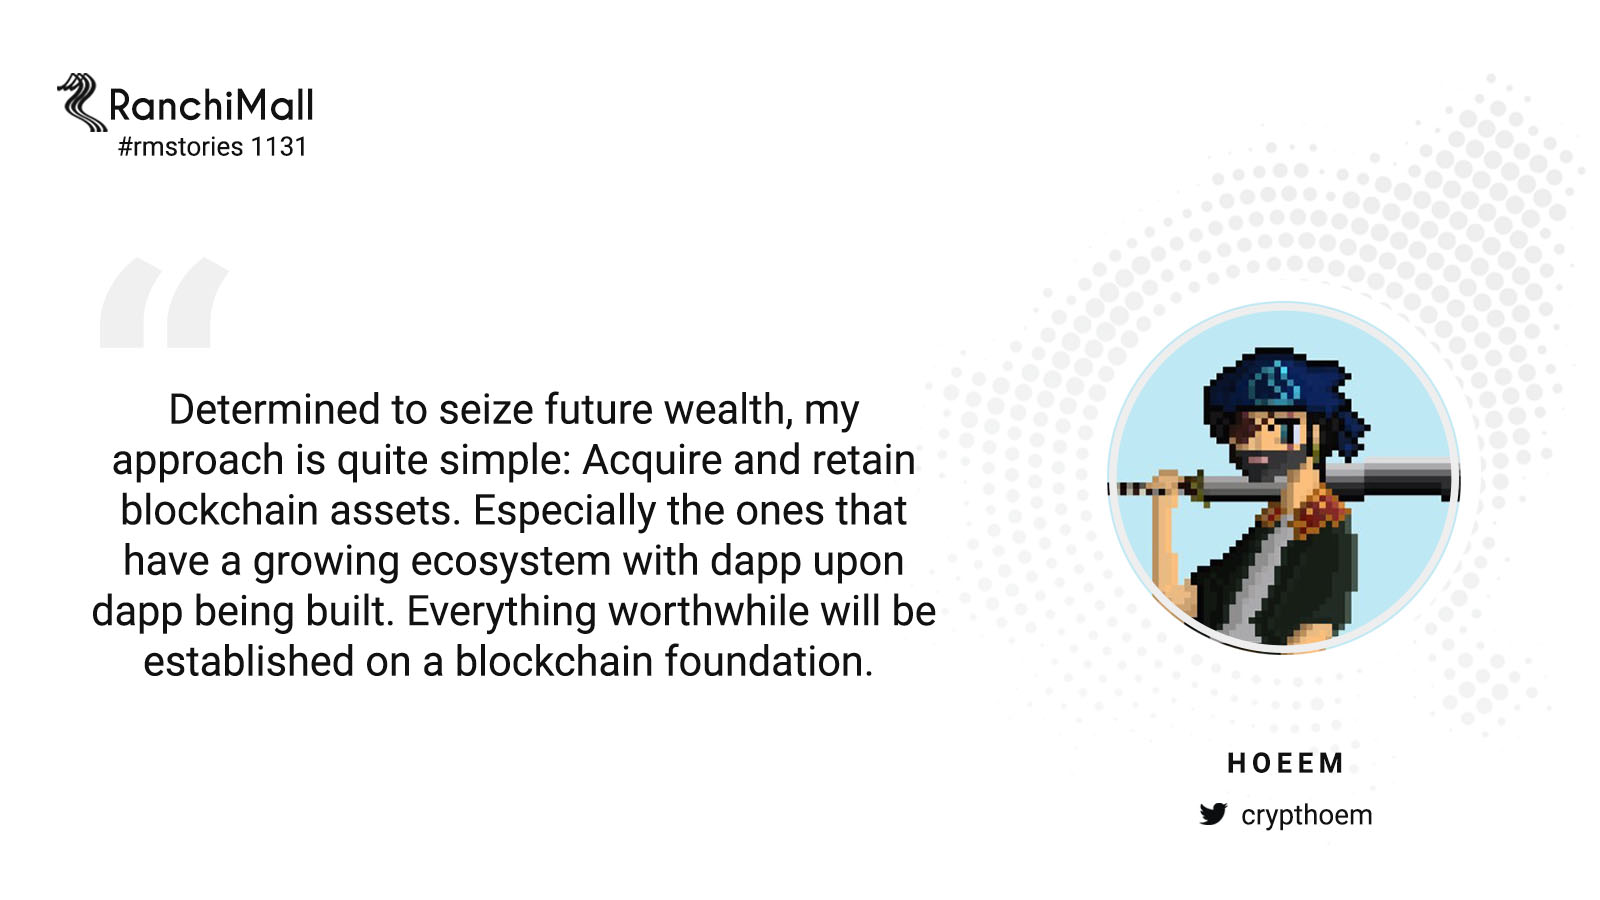 RanchiMall
#rmstories 1131
“
Determined to seize future wealth, my
approach is quite simple: Acquire and retain
blockchain assets. Especially the ones that
have a growing ecosystem with dapp upon
dapp being built. Everything worthwhile will be
established on a blockchain foundation.
HOEEM
crypthoem